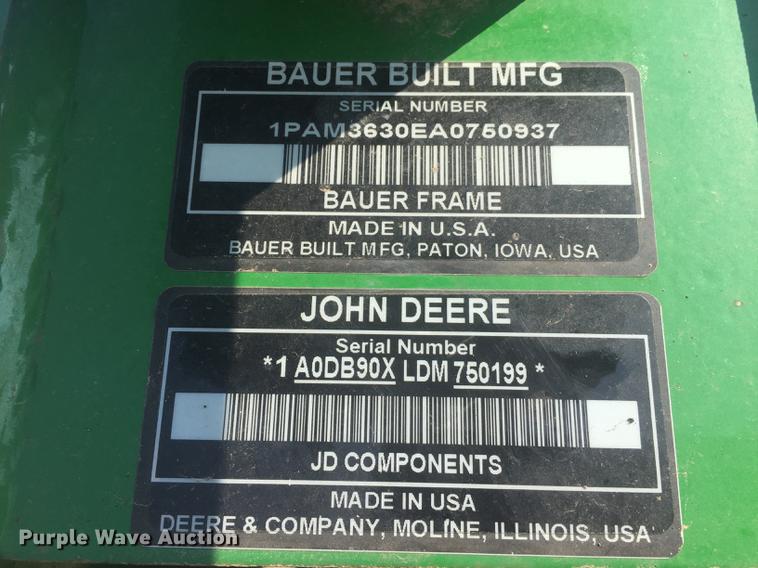 BAUER BUILT MFG
SERIAL NUMBER
1PAM3630EA0750937
BAUER FRAME
MADE IN U.S.A.
BAUER BUILT MFG, PATON, IOWA, USA
JOHN DEERE
Serial Number
*1 A0DB90X LDM 750199 *
JD COMPONENTS
MADE IN USA
DEERE & COMPANY, MOLINE, ILLINOIS, USA
Purple Wave Auction